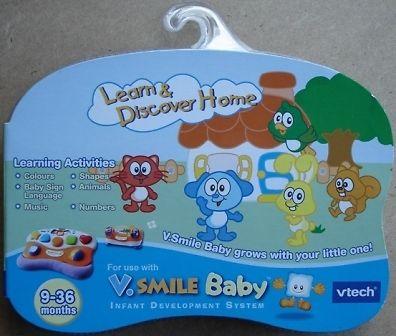 Learn &
Discover Home
Learning Activities
• Colours
• Shapes
• Baby Sign Language
• Animals
• Music
• Numbers
V.Smile Baby grows with your little one!
For use with
V.SMILE BABY™
INFANT DEVELOPMENT SYSTEM
9-36
months
vtech®